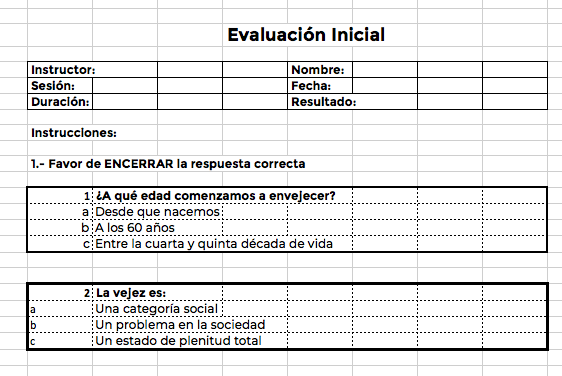 Evaluación Inicial
Instructor: Nombre:
Sesión: Fecha:
Duración: Resultado:
Instrucciones:
1.- Favor de ENCERRAR la respuesta correcta
1 ¿A qué edad comenzamos a envejecer?
a Desde que nacemos
b A los 60 años
c Entre la cuarta y quinta década de vida
2 La vejez es:
a Una categoría social
b Un problema en la sociedad
c Un estado de plenitud total